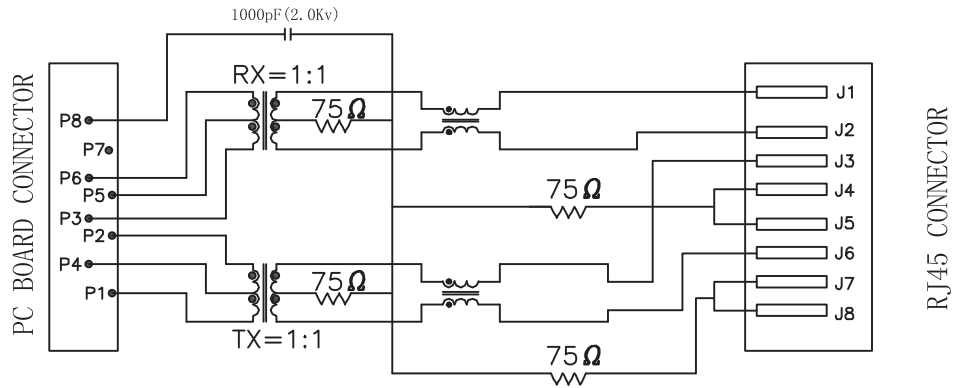 1000pF(2.0Kv)
RX=1:1
75Ω
P8
P7
P6
P5
P3
P2
P4
P1
75Ω
TX=1:1
75Ω
75Ω
J1
J2
J3
J4
J5
J6
J7
J8
PC BOARD CONNECTOR
RJ45 CONNECTOR